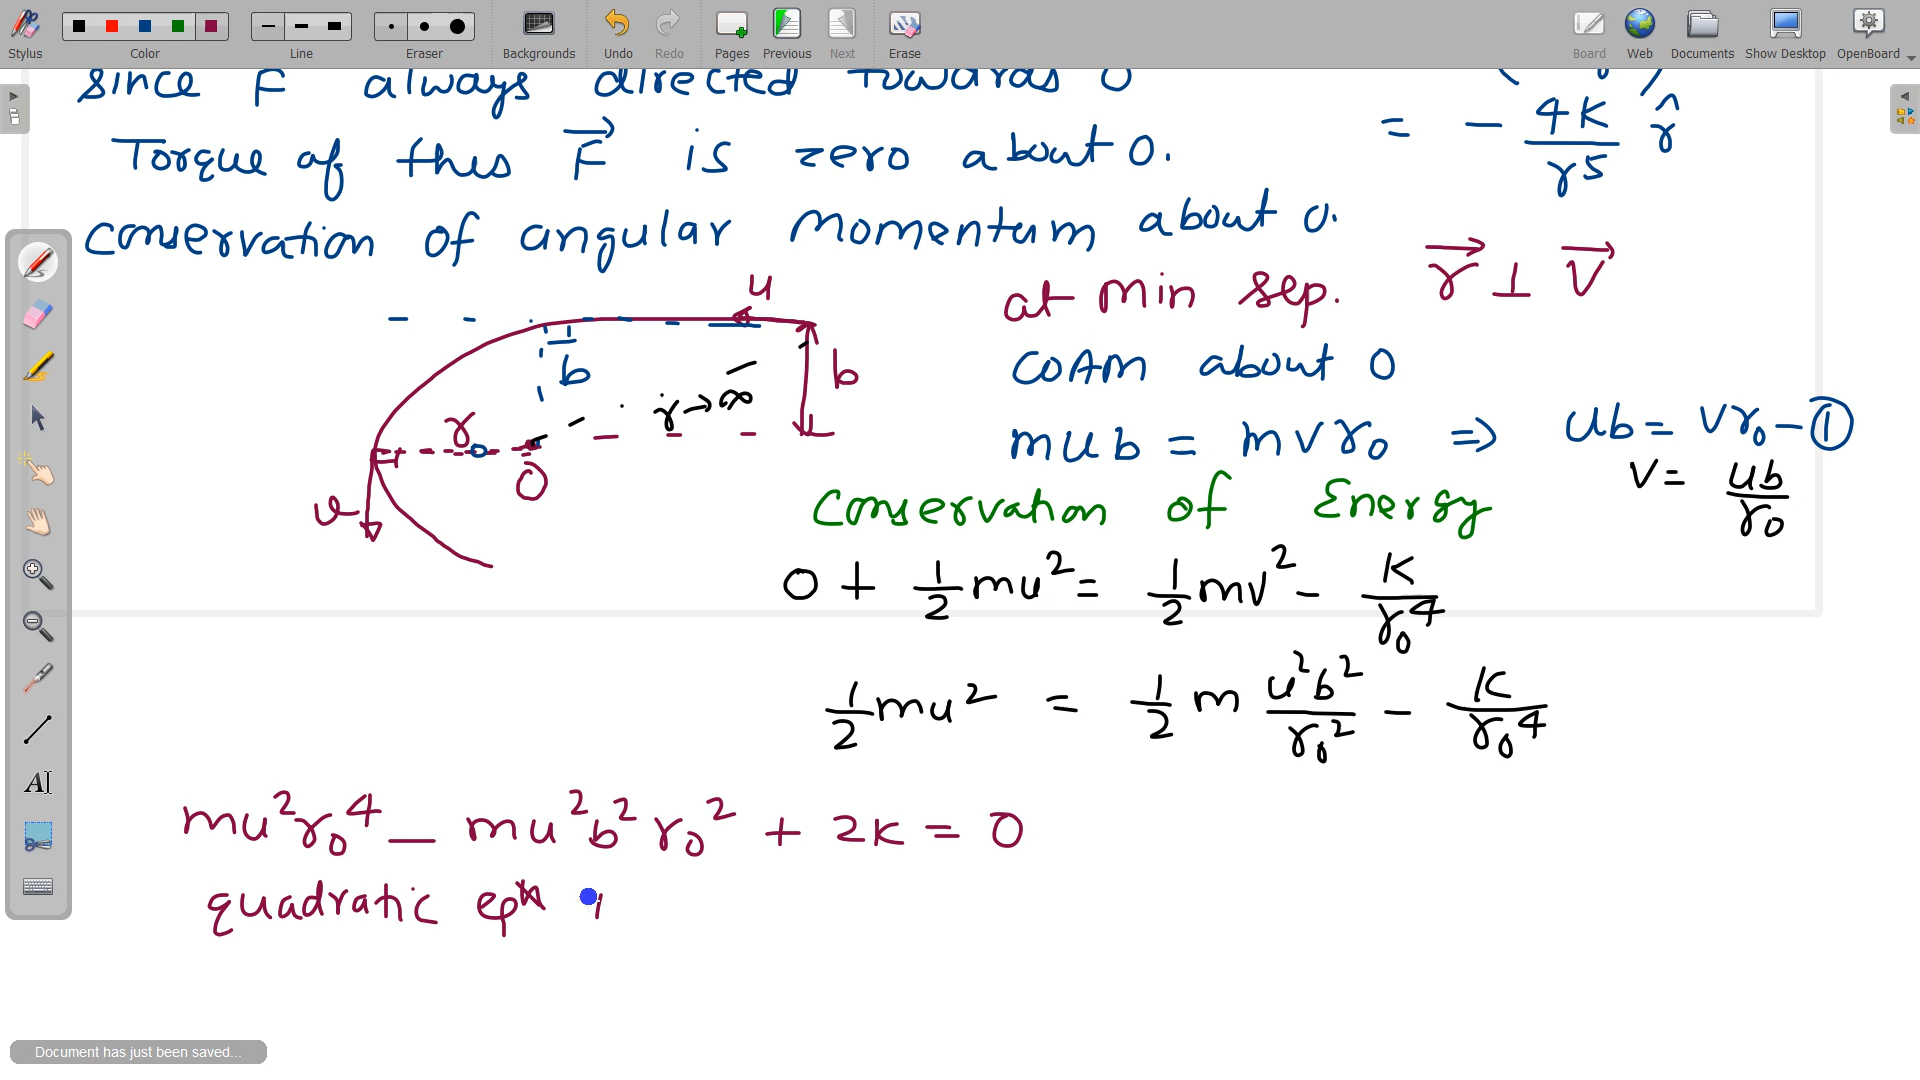 Stylus Color Line Eraser Backgrounds Undo Redo Pages Previous Next Erase Board Web Documents Show Desktop OpenBoard
since F always directed towards O
= - 4K/r^5 r̂
Torque of this F⃗ is zero about O.
conservation of angular momentum about O.
at min sep. r⃗ ⊥ v⃗
u
b
b
r→∞
r
O
v
COAM about O
mub = mvr₀ ⇒ ub = vr₀ - ①
v = ub/r₀
Conservation of Energy
0 + 1/2 mu² = 1/2 mv² - K/r₀⁴
1/2 mu² = 1/2 m u²b²/r₀² - K/r₀⁴
mu²r₀⁴ - mu²b²r₀² + 2K = 0
quadratic eqn i
Document has just been saved...